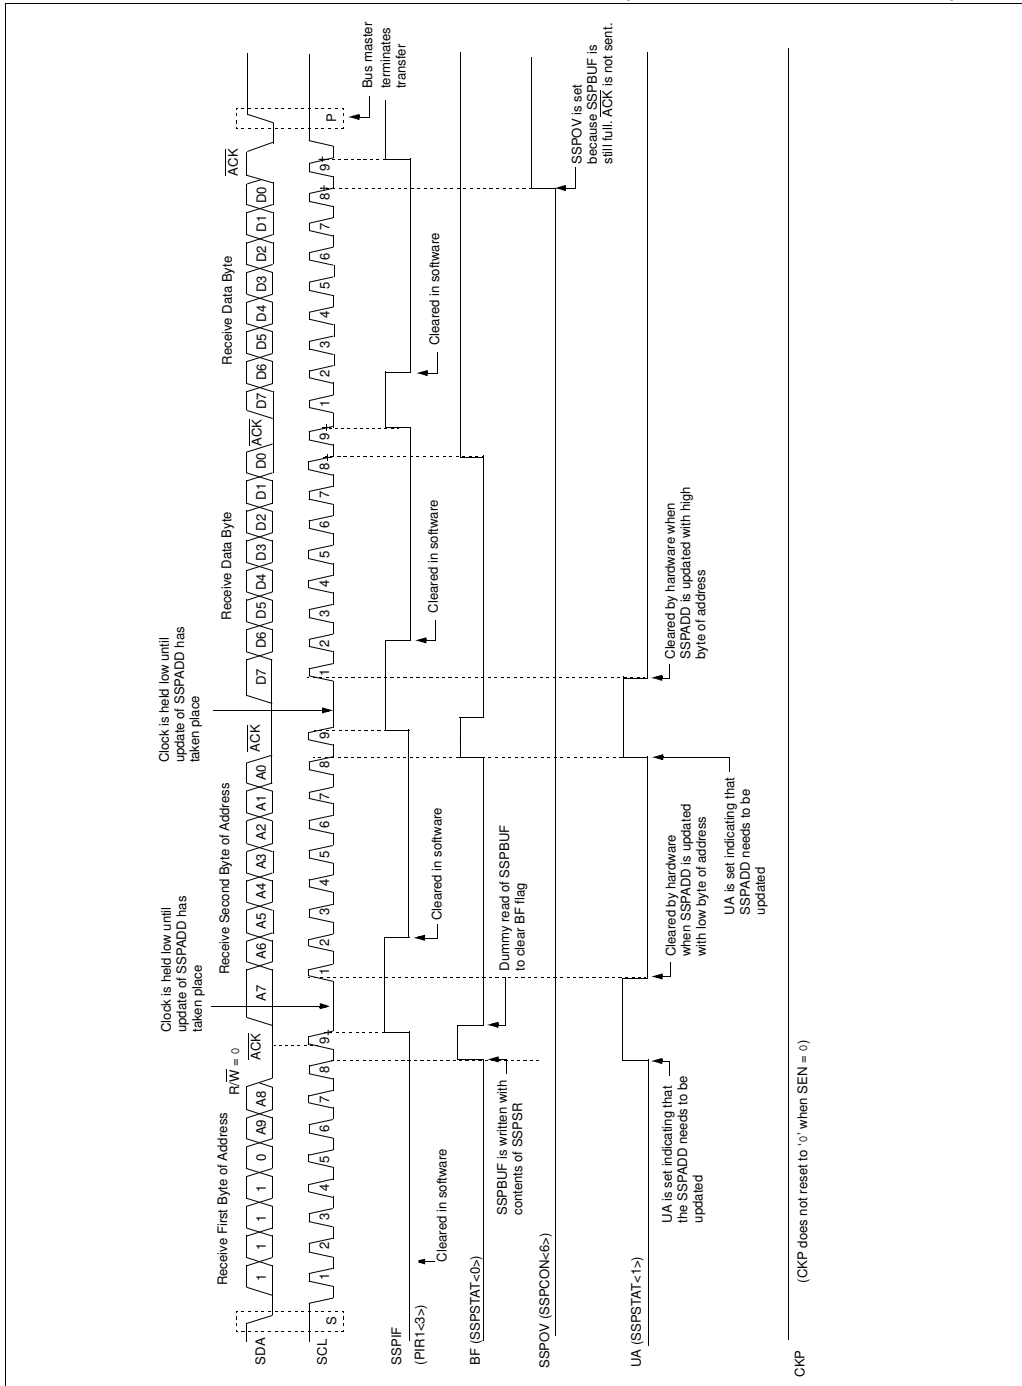 Clock is held low until
update of SSPADD has
taken place
Clock is held low until
update of SSPADD has
taken place
Receive First Byte of Address
R/W = 0
Receive Second Byte of Address
Receive Data Byte
Receive Data Byte
ACK
ACK
ACK
ACK
SDA
1 1 1 1 0 A9 A8
A7 A6 A5 A4 A3 A2 A1 A0
D7 D6 D5 D4 D3 D2 D1 D0
D7 D6 D5 D4 D3 D2 D1 D0
SCL
S
1 2 3 4 5 6 7 8 9
1 2 3 4 5 6 7 8 9
1 2 3 4 5 6 7 8 9
1 2 3 4 5 6 7 8 9
P
Bus master
terminates
transfer
SSPIF
(PIR1<3>)
Cleared in software
Cleared in software
Cleared in software
Cleared in software
BF (SSPSTAT<0>)
SSPBUF is written with
contents of SSPSR
Dummy read of SSPBUF
to clear BF flag
SSPOV (SSPCON<6>)
SSPOV is set
because SSPBUF is
still full. ACK is not sent.
UA (SSPSTAT<1>)
UA is set indicating that
the SSPADD needs to be
updated
Cleared by hardware
when SSPADD is updated
with low byte of address
UA is set indicating that
SSPADD needs to be
updated
Cleared by hardware when
SSPADD is updated with high
byte of address
CKP
(CKP does not reset to '0' when SEN = 0)